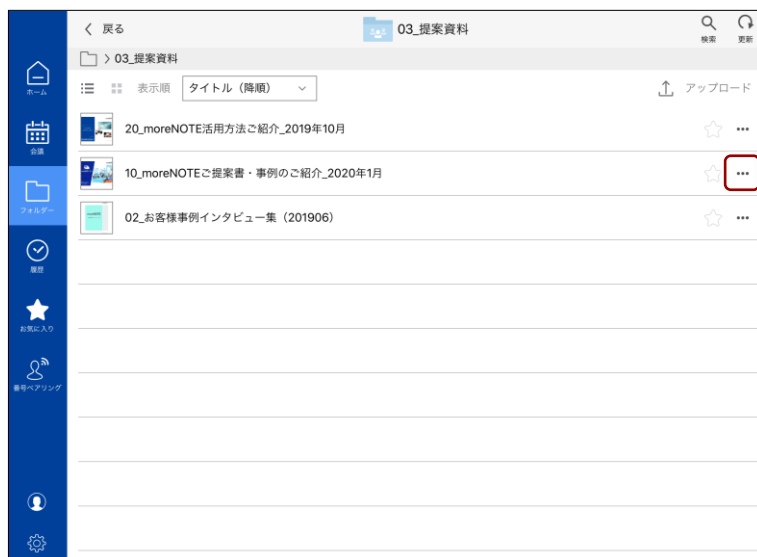 戻る
03_提案資料
検索
更新
03_提案資料
表示順
タイトル（降順）
アップロード
20_moreNOTE活用方法ご紹介_2019年10月
10_moreNOTEご提案書・事例のご紹介_2020年1月
02_お客様事例インタビュー集（201906）
ホーム
会議
フォルダー
履歴
お気に入り
番号ペアリング